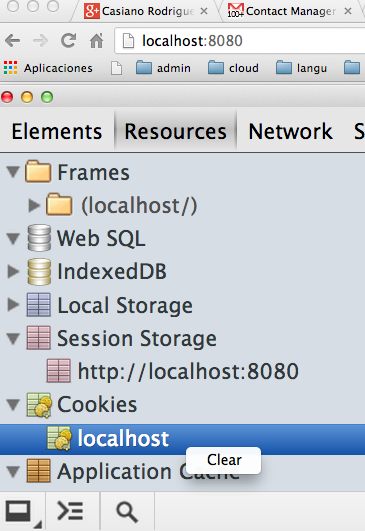 Casiano Rodrigue
100+ Contact Manager
localhost:8080
Aplicaciones admin cloud langu
Elements Resources Network S
Frames
(localhost/)
Web SQL
IndexedDB
Local Storage
Session Storage
http://localhost:8080
Cookies
localhost
Clear
Application Cache